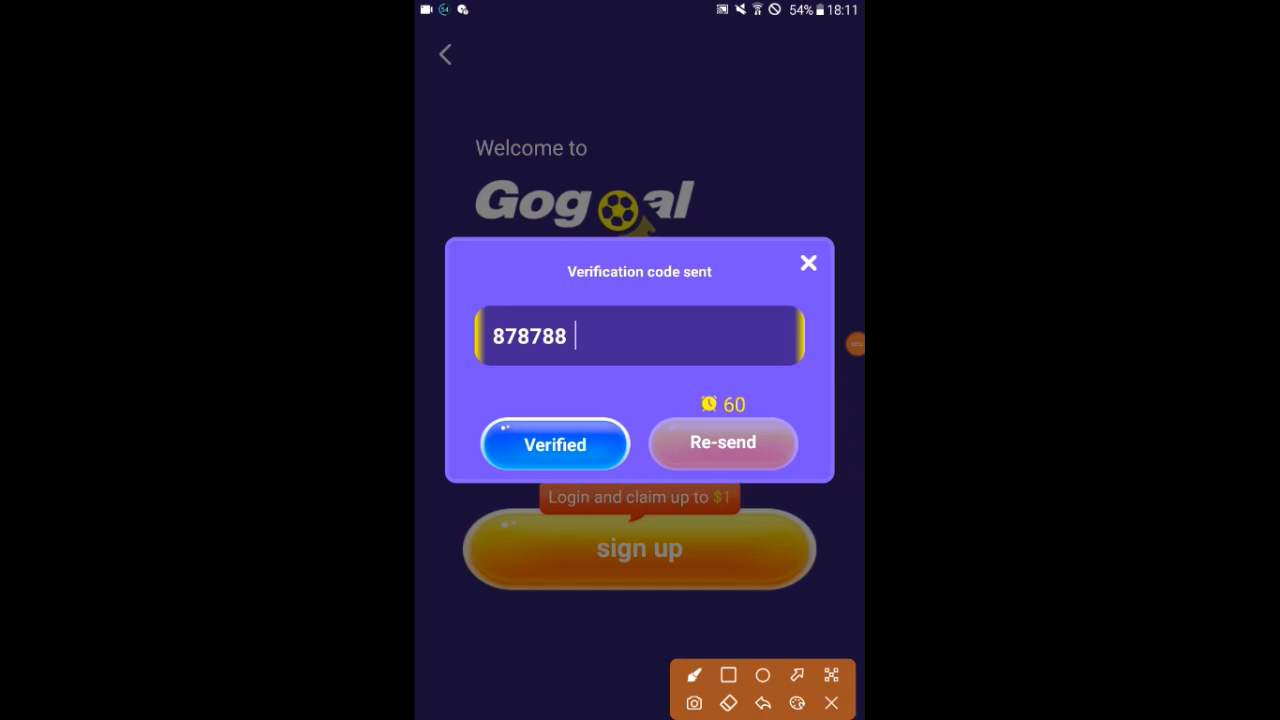 54
54% 18:11
Welcome to
Gogoal
Verification code sent
878788
60
Verified
Re-send
Login and claim up to $1
sign up